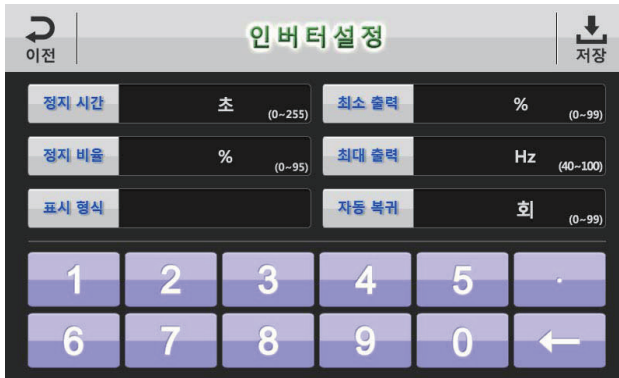 이전 인버터설정 저장
정지 시간 초 (0~255) 최소 출력 % (0~99)
정지 비율 % (0~95) 최대 출력 Hz (40~100)
표시 형식 자동 복귀 회 (0~99)
1 2 3 4 5 .
6 7 8 9 0 ←